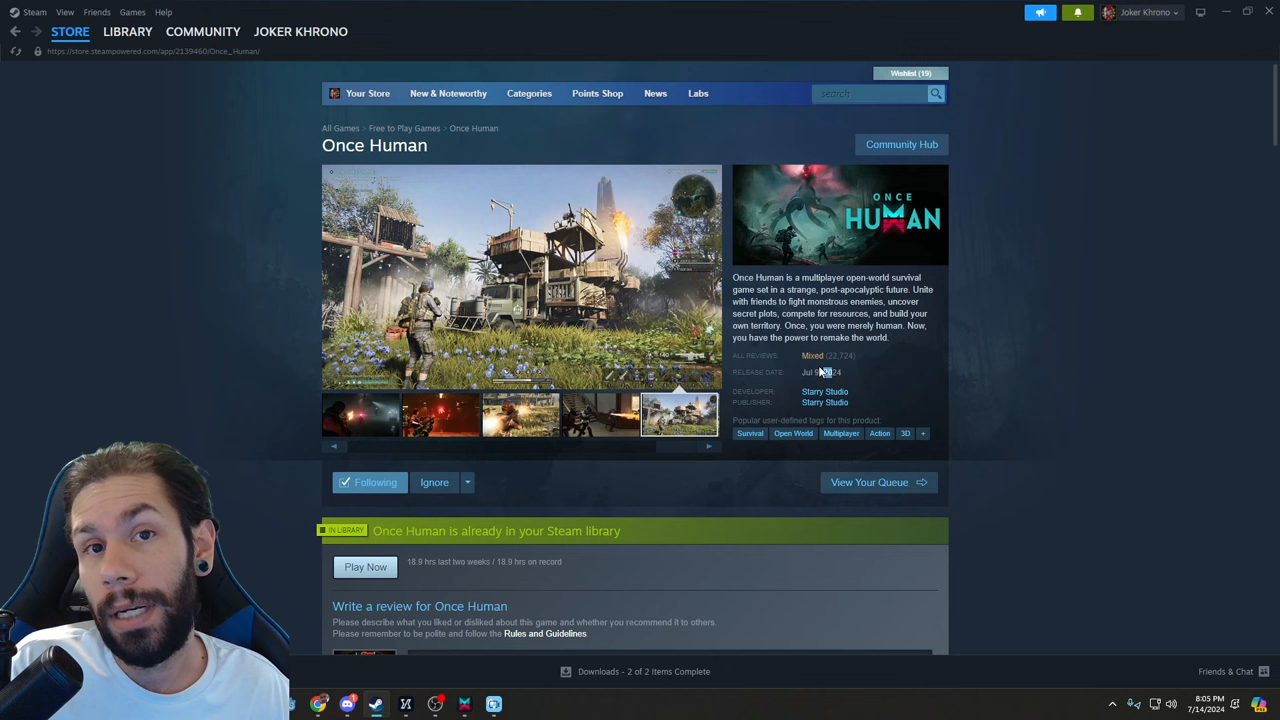 Steam View Friends Games Help
Joker Khrono
STORE LIBRARY COMMUNITY JOKER KHRONO
https://store.steampowered.com/app/2139460/Once_Human/
Wishlist (19)
Your Store New & Noteworthy Categories Points Shop News Labs search
All Games > Free to Play Games > Once Human
Once Human
Community Hub
ONCE
HUMAN
Once Human is a multiplayer open-world survival
game set in a strange, post-apocalyptic future. Unite
with friends to fight monstrous enemies, uncover
secret plots, compete for resources, and build your
own territory. Once, you were merely human. Now,
you have the power to remake the world.
ALL REVIEWS: Mixed (22,724)
RELEASE DATE: Jul 9, 2024
DEVELOPER: Starry Studio
PUBLISHER: Starry Studio
Popular user-defined tags for this product:
Survival Open World Multiplayer Action 3D +
Following Ignore
View Your Queue
IN LIBRARY Once Human is already in your Steam library
Play Now 18.9 hrs last two weeks / 18.9 hrs on record
Write a review for Once Human
Please describe what you liked or disliked about this game and whether you recommend it to others.
Please remember to be polite and follow the Rules and Guidelines.
Downloads - 2 of 2 Items Complete
Friends & Chat
8:05 PM
7/14/2024